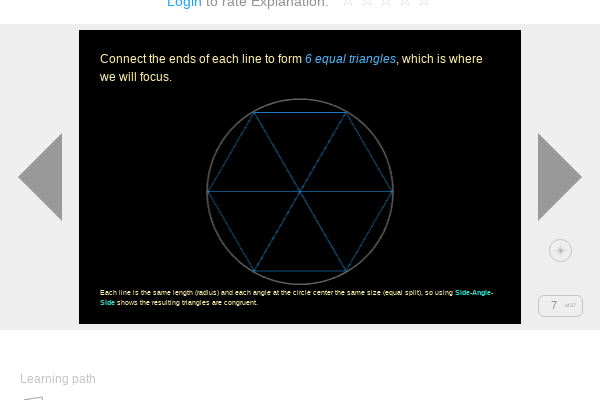 Login to rate Explanation:
Connect the ends of each line to form 6 equal triangles, which is where
we will focus.
Each line is the same length (radius) and each angle at the circle center the same size (equal split), so using Side-Angle-
Side shows the resulting triangles are congruent.
7
Learning path